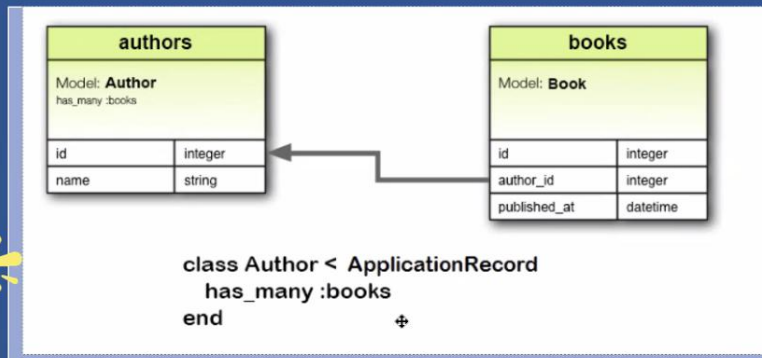 authors
Model: Author
has_many :books
id integer
name string
books
Model: Book
id integer
author_id integer
published_at datetime
class Author < ApplicationRecord
has_many :books
end